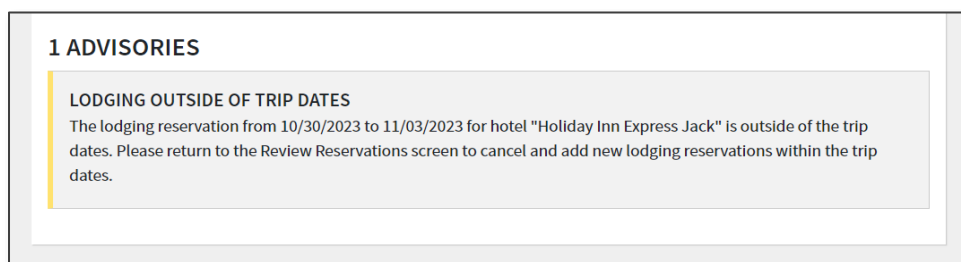 1 ADVISORIES
LODGING OUTSIDE OF TRIP DATES
The lodging reservation from 10/30/2023 to 11/03/2023 for hotel "Holiday Inn Express Jack" is outside of the trip
dates. Please return to the Review Reservations screen to cancel and add new lodging reservations within the trip
dates.